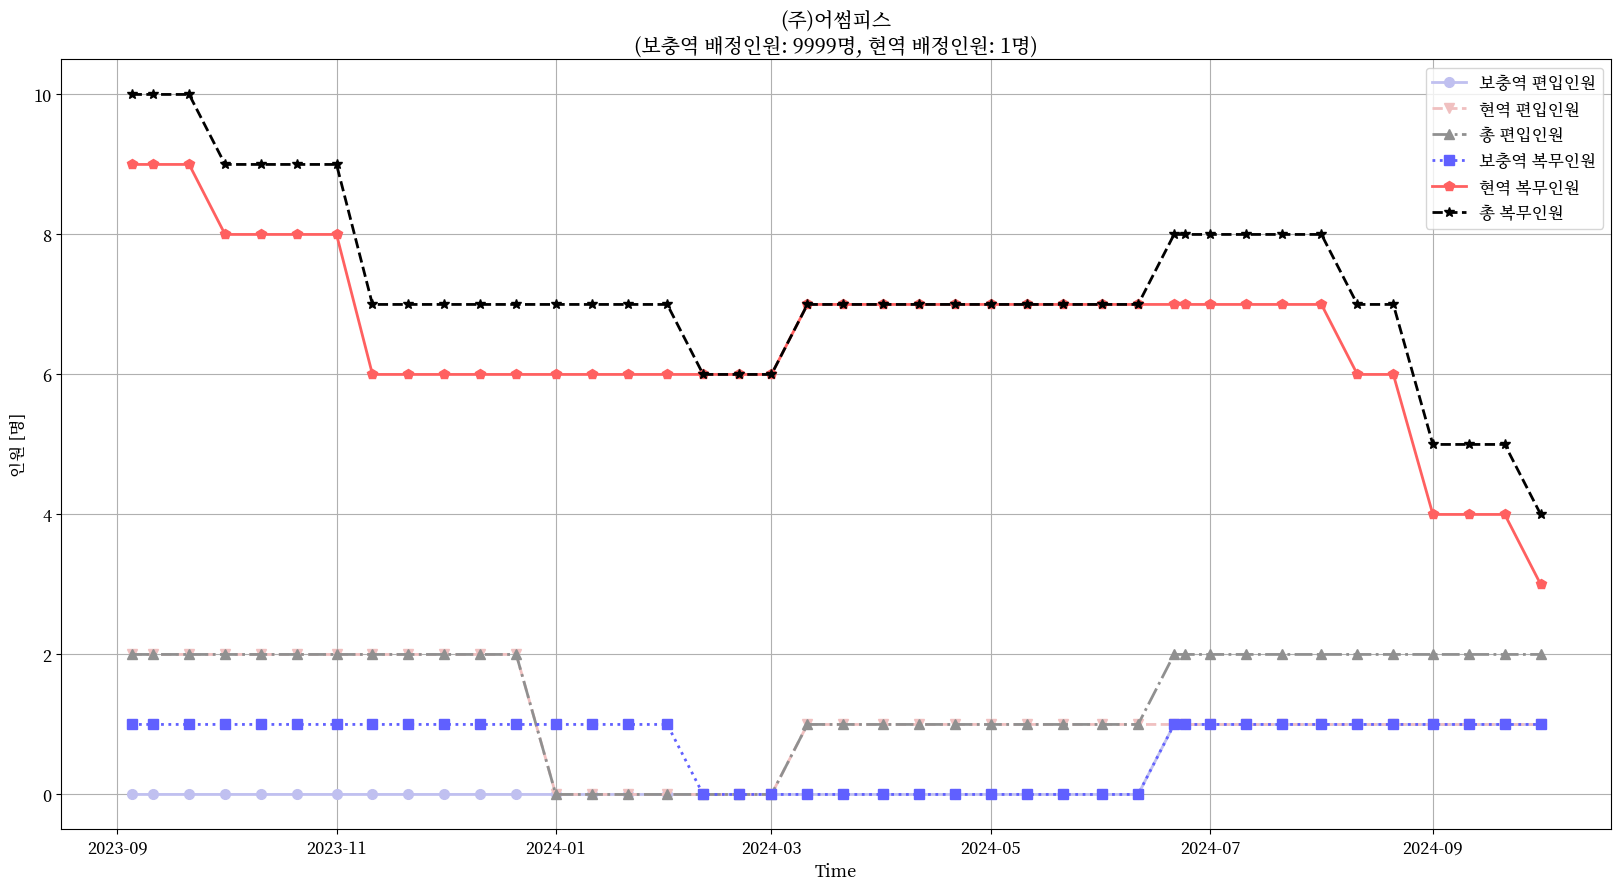 (주)어썸피스
(보충역 배정인원: 9999명, 현역 배정인원: 1명)
보충역 편입인원
현역 편입인원
총 편입인원
보충역 복무인원
현역 복무인원
총 복무인원
인원 [명]
10
8
6
4
2
0
2023-09
2023-11
2024-01
2024-03
2024-05
2024-07
2024-09
Time